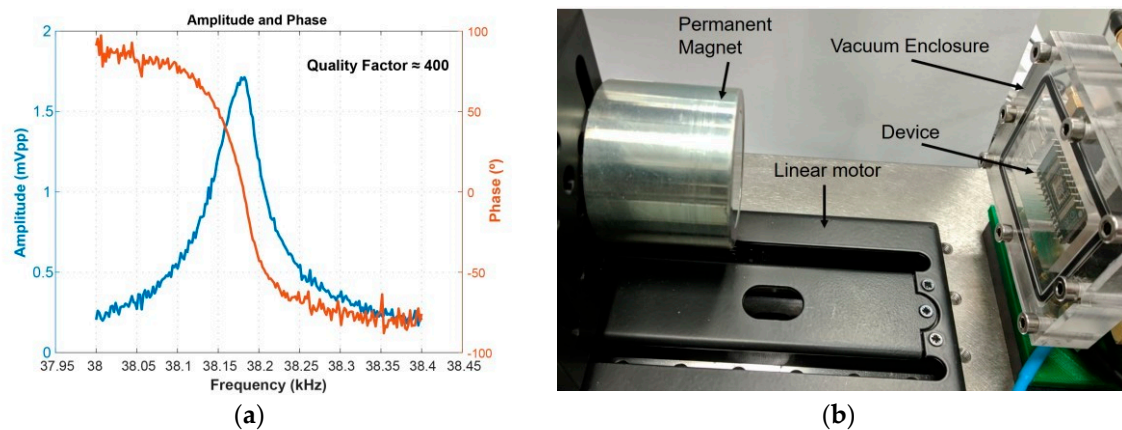 Amplitude and Phase
Quality Factor ≈ 400
Amplitude (mVpp)
2
1.5
1
0.5
0
Phase (º)
100
50
0
-50
-100
37.95 38 38.05 38.1 38.15 38.2 38.25 38.3 38.35 38.4 38.45
Frequency (kHz)
(a)
Permanent
Magnet
Vacuum Enclosure
Device
Linear motor
(b)